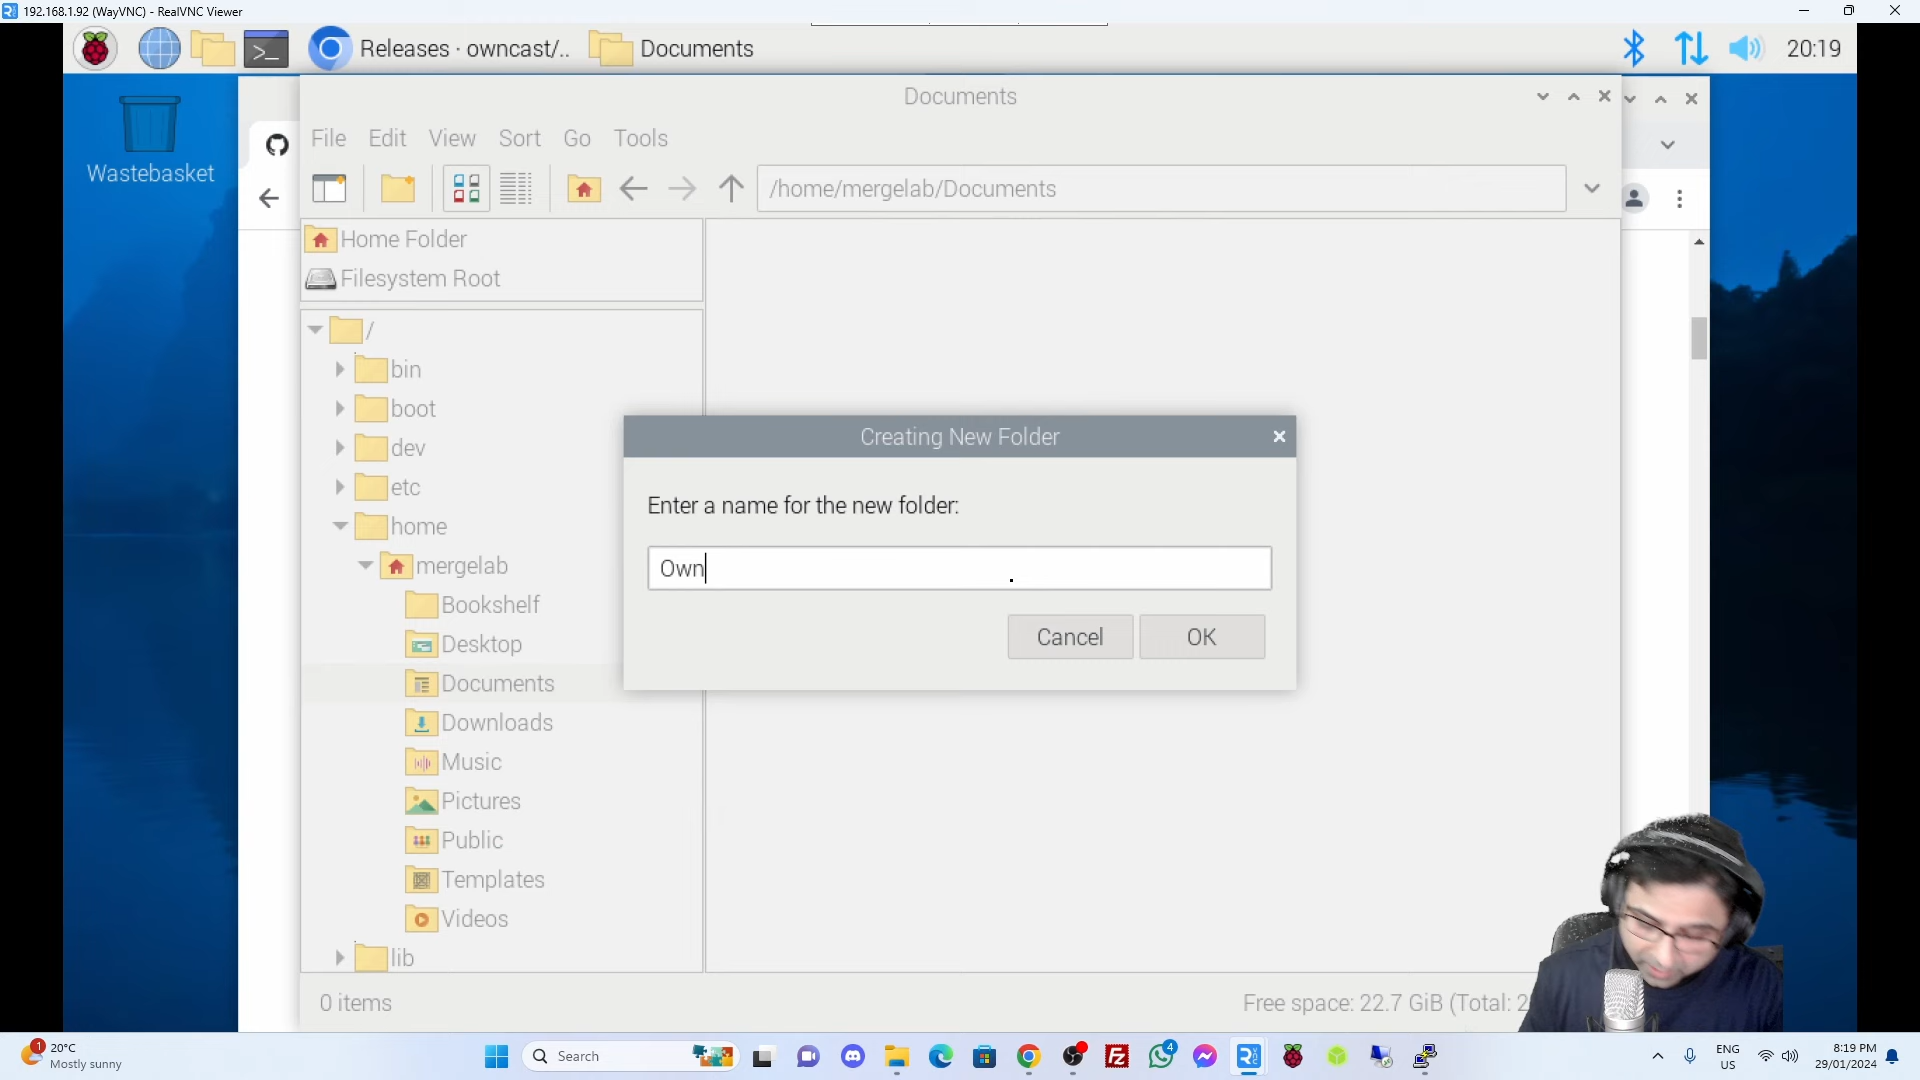 192.168.1.92 (WayVNC) - RealVNC Viewer
Releases · owncast/..
Documents
20:19
Wastebasket
Documents
File Edit View Sort Go Tools
/home/mergelab/Documents
Home Folder
Filesystem Root
/
bin
boot
dev
etc
home
mergelab
Bookshelf
Desktop
Documents
Downloads
Music
Pictures
Public
Templates
Videos
lib
Creating New Folder
Enter a name for the new folder:
Own
Cancel
OK
0 items
Free space: 22.7 GiB (Total: 2
1
20°C
Mostly sunny
Search
4
ENG
US
8:19 PM
29/01/2024